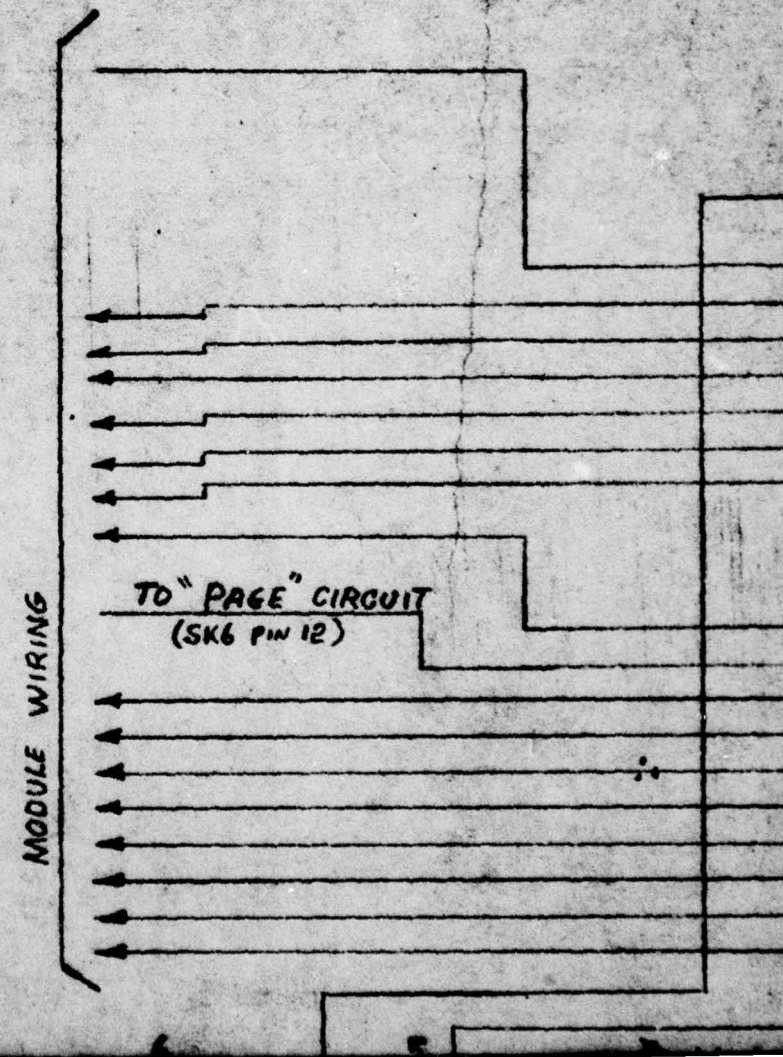 TO "PAGE" CIRCUIT
(SK6 PIN 12)
MODULE WIRING